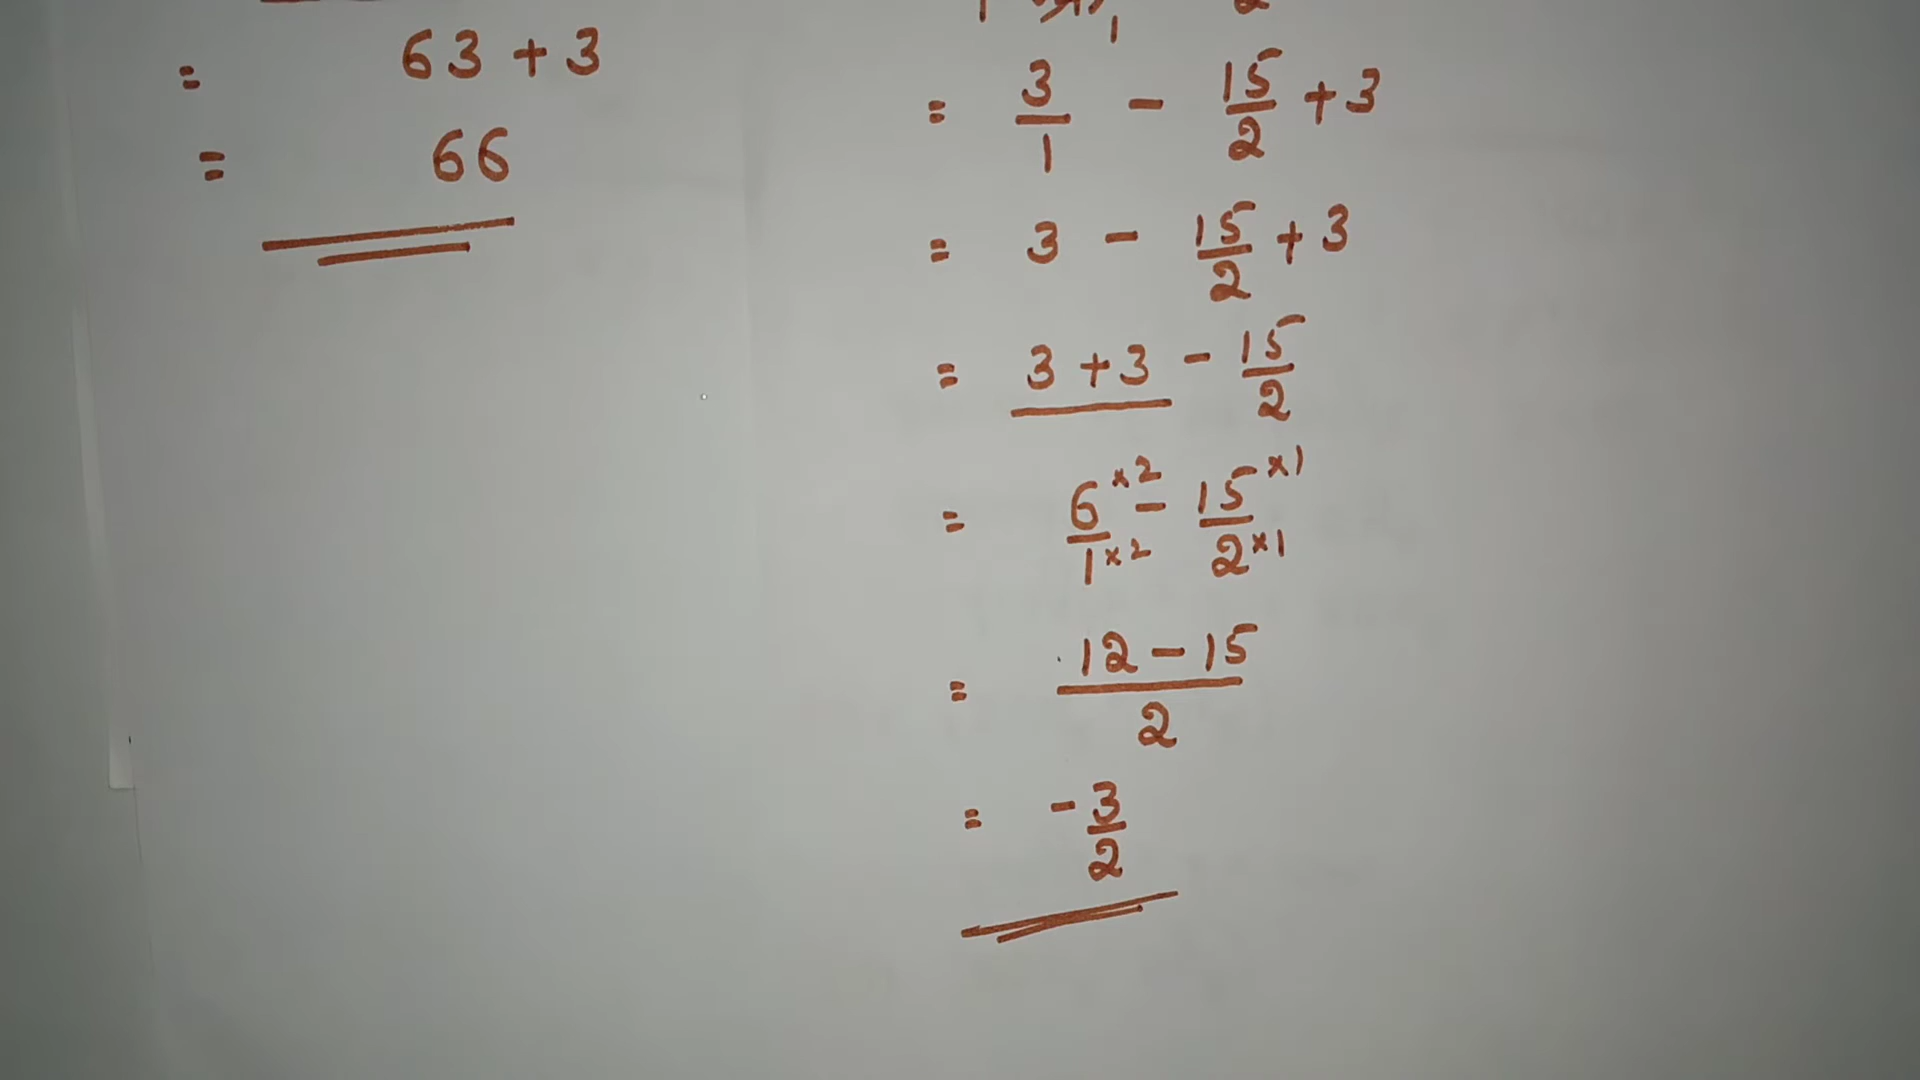 = 63 + 3
= 66
= 3/1 - 15/2 + 3
= 3 - 15/2 + 3
= 3 + 3 - 15/2
= 6×2/1×2 - 15×1/2×1
= 12 - 15/2
= -3/2